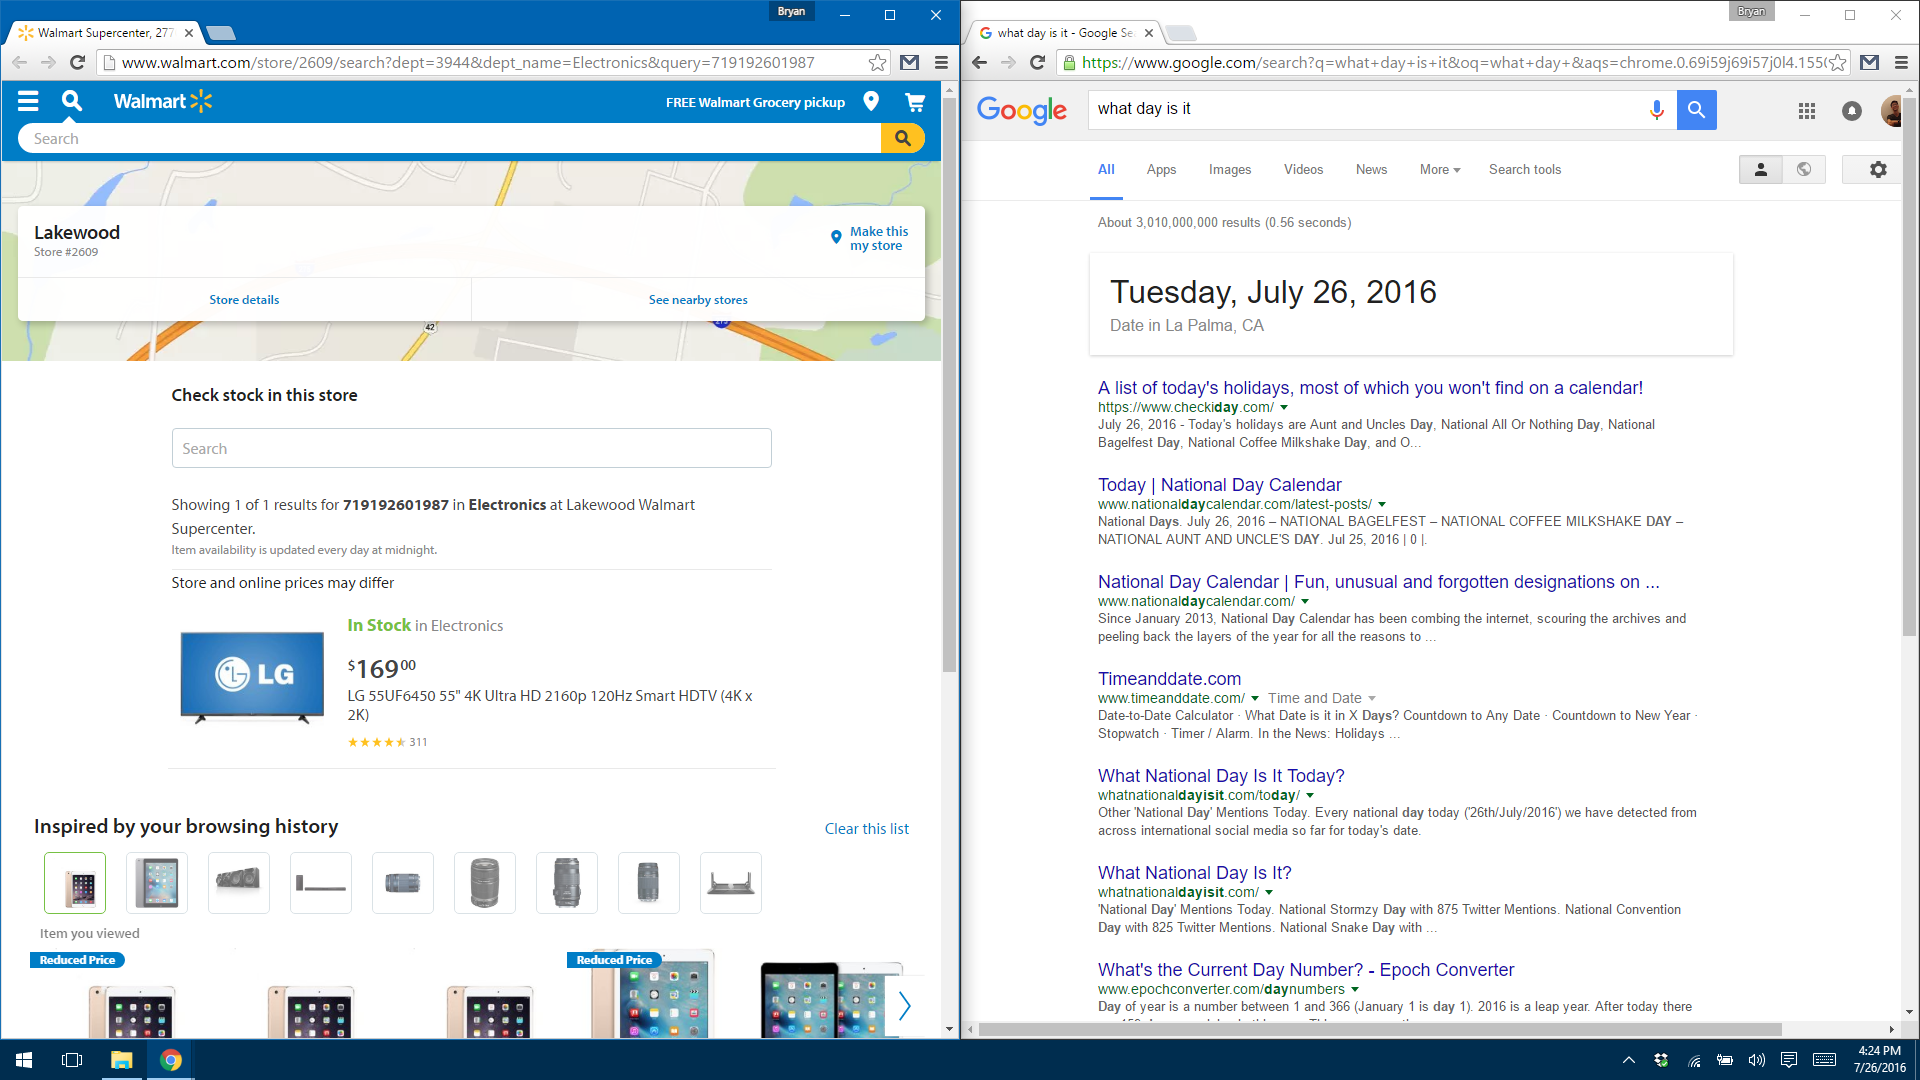 Bryan
Walmart Supercenter, 277
www.walmart.com/store/2609/search?dept=3944&dept_name=Electronics&query=719192601987
Walmart
FREE Walmart Grocery pickup
Search
Lakewood
Store #2609
Make this
my store
Store details
See nearby stores
42
Check stock in this store
Search
Showing 1 of 1 results for 719192601987 in Electronics at Lakewood Walmart
Supercenter.
Item availability is updated every day at midnight.
Store and online prices may differ
In Stock in Electronics
$169 00
LG
LG 55UF6450 55" 4K Ultra HD 2160p 120Hz Smart HDTV (4K x
2K)
311
Inspired by your browsing history
Clear this list
Item you viewed
Reduced Price
Reduced Price
Bryan
what day is it - Google Se
https://www.google.com/search?q=what+day+is+it&oq=what+day+&aqs=chrome.0.69i59j69i57j0l4.155
Google
what day is it
All
Apps
Images
Videos
News
More
Search tools
About 3,010,000,000 results (0.56 seconds)
Tuesday, July 26, 2016
Date in La Palma, CA
A list of today's holidays, most of which you won't find on a calendar!
https://www.checkiday.com/
July 26, 2016 - Today's holidays are Aunt and Uncles Day, National All Or Nothing Day, National
Bagelfest Day, National Coffee Milkshake Day, and O...
Today | National Day Calendar
www.nationaldaycalendar.com/latest-posts/
National Days. July 26, 2016 – NATIONAL BAGELFEST – NATIONAL COFFEE MILKSHAKE DAY –
NATIONAL AUNT AND UNCLE'S DAY. Jul 25, 2016 | 0 |.
National Day Calendar | Fun, unusual and forgotten designations on ...
www.nationaldaycalendar.com/
Since January 2013, National Day Calendar has been combing the internet, scouring the archives and
peeling back the layers of the year for all the reasons to ...
Timeanddate.com
www.timeanddate.com/ Time and Date
Date-to-Date Calculator · What Date is it in X Days? Countdown to Any Date · Countdown to New Year ·
Stopwatch · Timer / Alarm. In the News: Holidays ...
What National Day Is It Today?
whatnationaldayisit.com/today/
Other 'National Day' Mentions Today. Every national day today ('26th/July/2016') we have detected from
across international social media so far for today's date.
What National Day Is It?
whatnationaldayisit.com/
'National Day' Mentions Today. National Stormzy Day with 875 Twitter Mentions. National Convention
Day with 825 Twitter Mentions. National Snake Day with ...
What's the Current Day Number? - Epoch Converter
www.epochconverter.com/daynumbers
Day of year is a number between 1 and 366 (January 1 is day 1). 2016 is a leap year. After today there
4:24 PM
7/26/2016